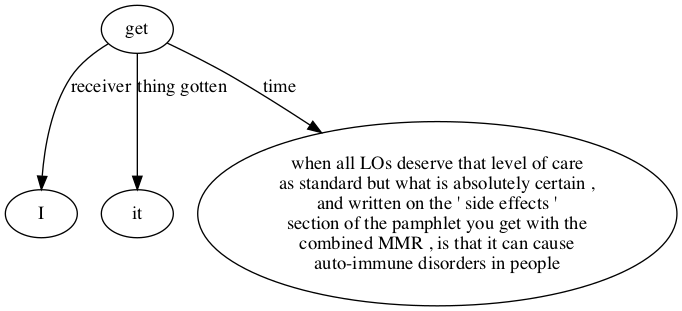 get
receiver thing gotten time
I it
when all LOs deserve that level of care
as standard but what is absolutely certain ,
and written on the ' side effects '
section of the pamphlet you get with the
combined MMR , is that it can cause
auto-immune disorders in people